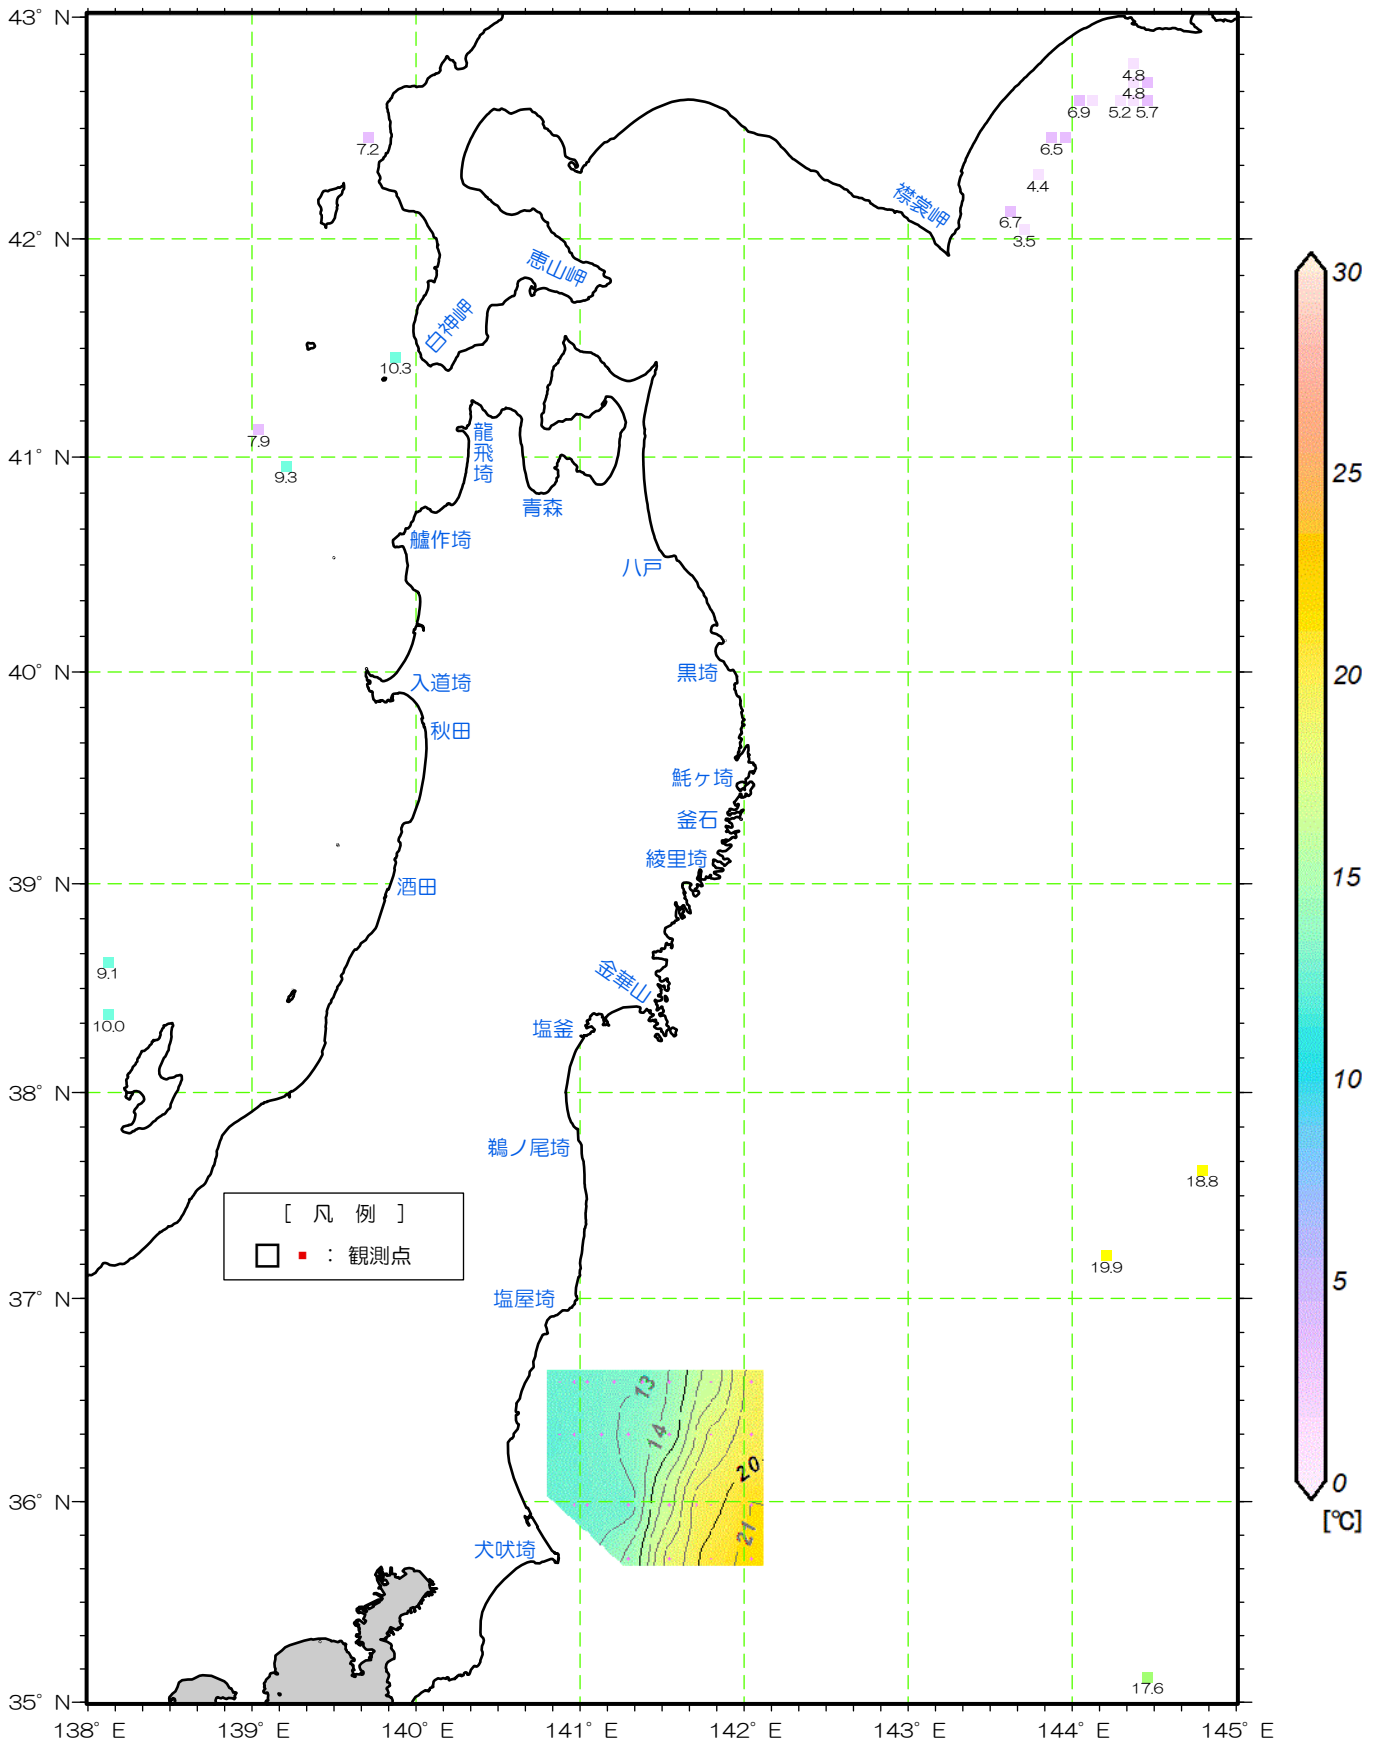 43° N
4.8
4.8
6.9
5.2
5.7
7.2
6.5
4.4
襟裳岬
6.7
3.5
42° N
恵山岬
白神岬
10.3
7.9
龍飛埼
41° N
9.3
青森
艫作埼
八戸
40° N
黒埼
入道埼
秋田
魹ヶ埼
釜石
綾里埼
39° N
酒田
9.1
金華山
10.0
塩釜
38° N
鵜ノ尾埼
18.8
[ 凡 例 ]
: 観測点
19.9
37° N
塩屋埼
13
14
20
36° N
21
犬吠埼
17.6
35° N
138° E
139° E
140° E
141° E
142° E
143° E
144° E
145° E
30
25
20
15
10
5
0
[℃]